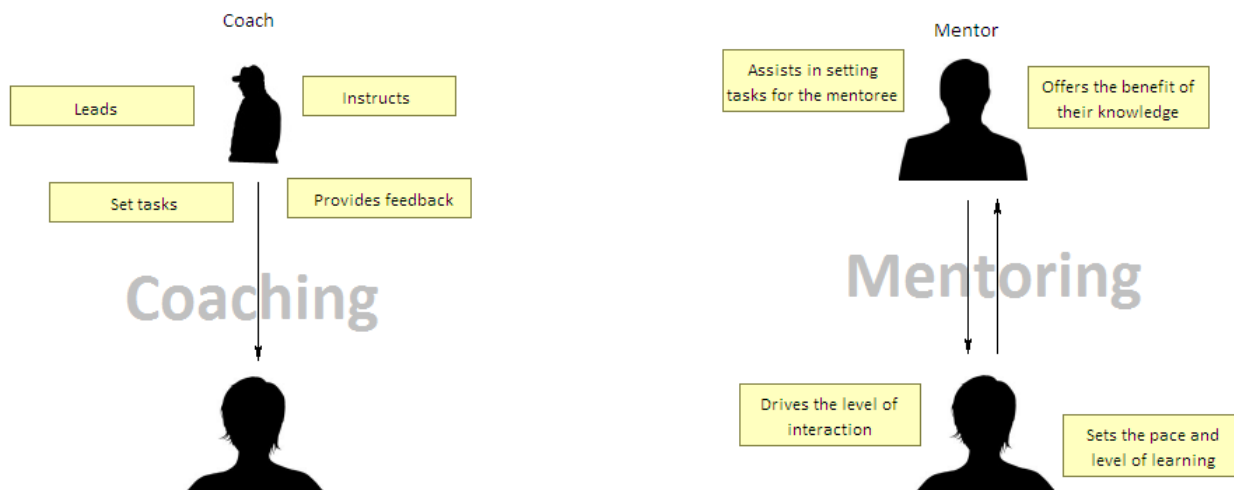 Coach
Leads
Instructs
Set tasks
Provides feedback
Coaching
Mentor
Assists in setting
tasks for the mentoree
Offers the benefit of
their knowledge
Mentoring
Drives the level of
interaction
Sets the pace and
level of learning